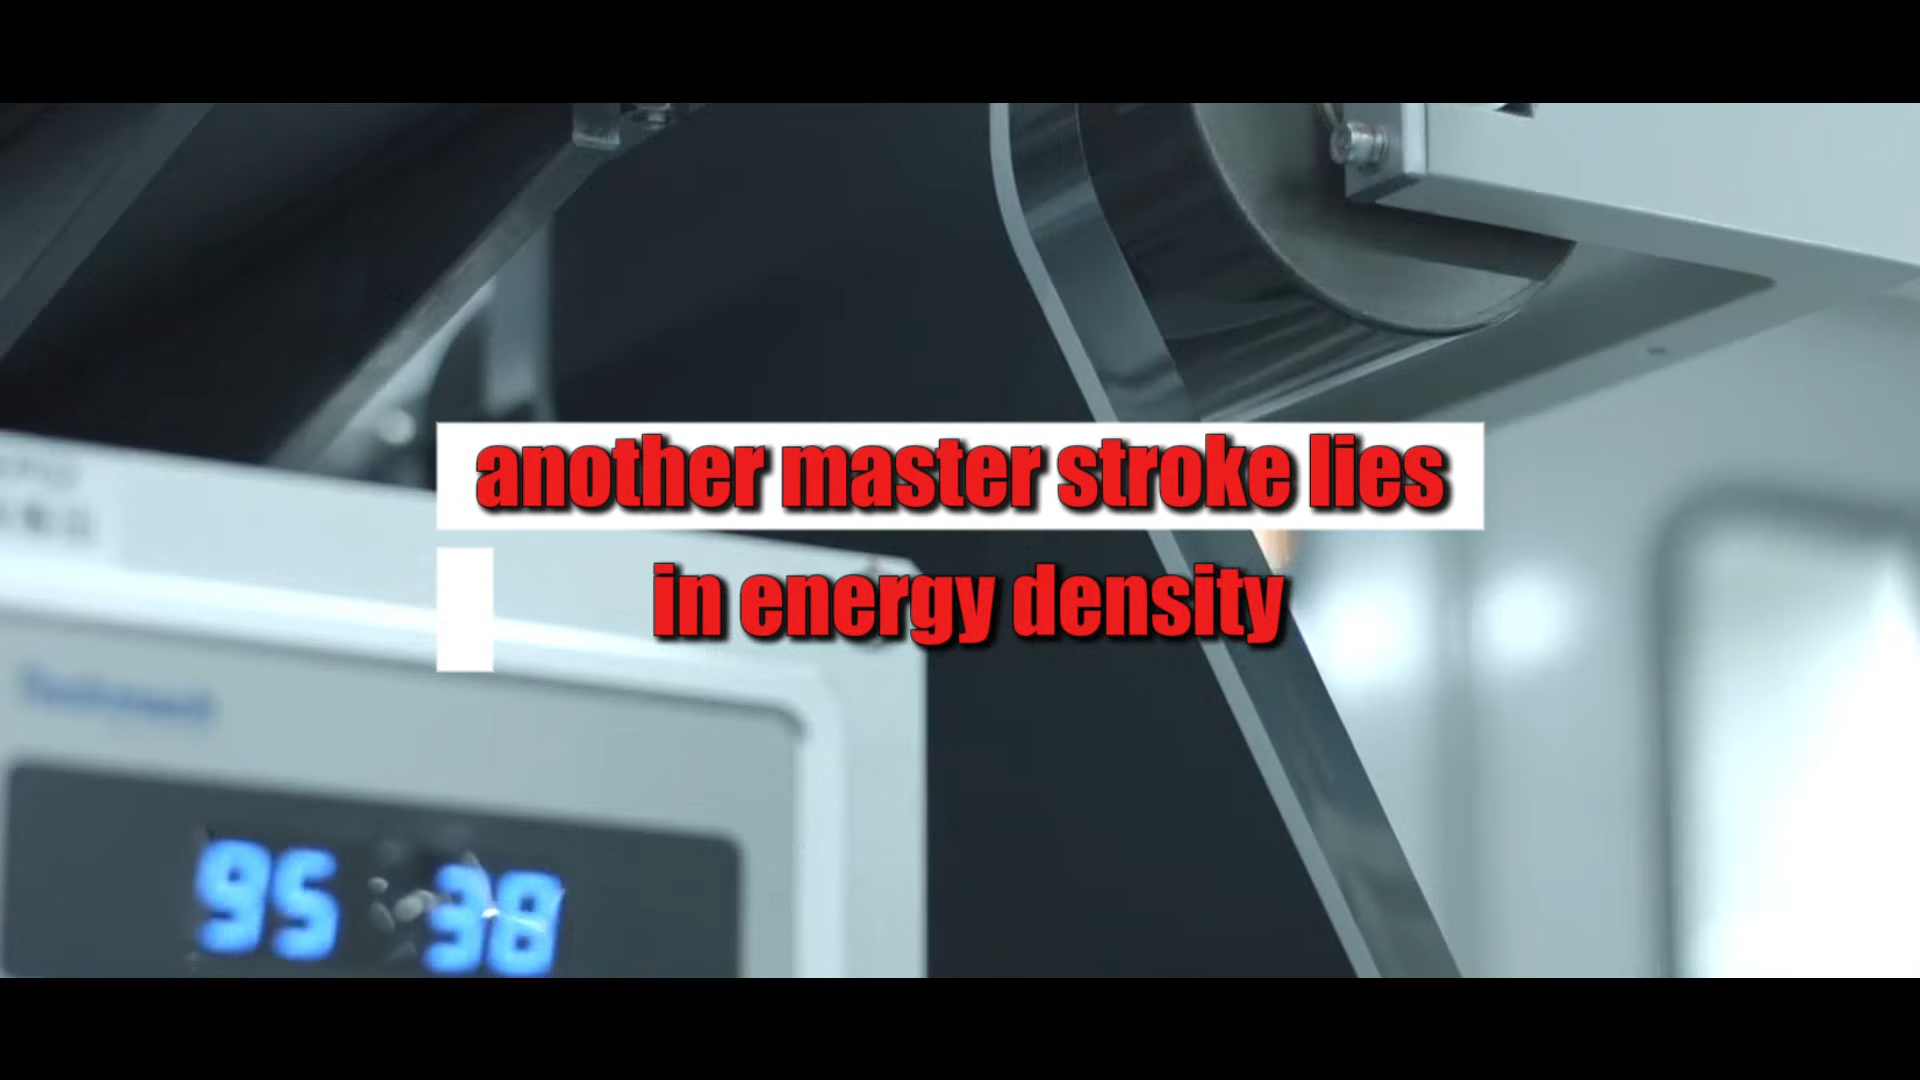 another master stroke lies
in energy density
95 38